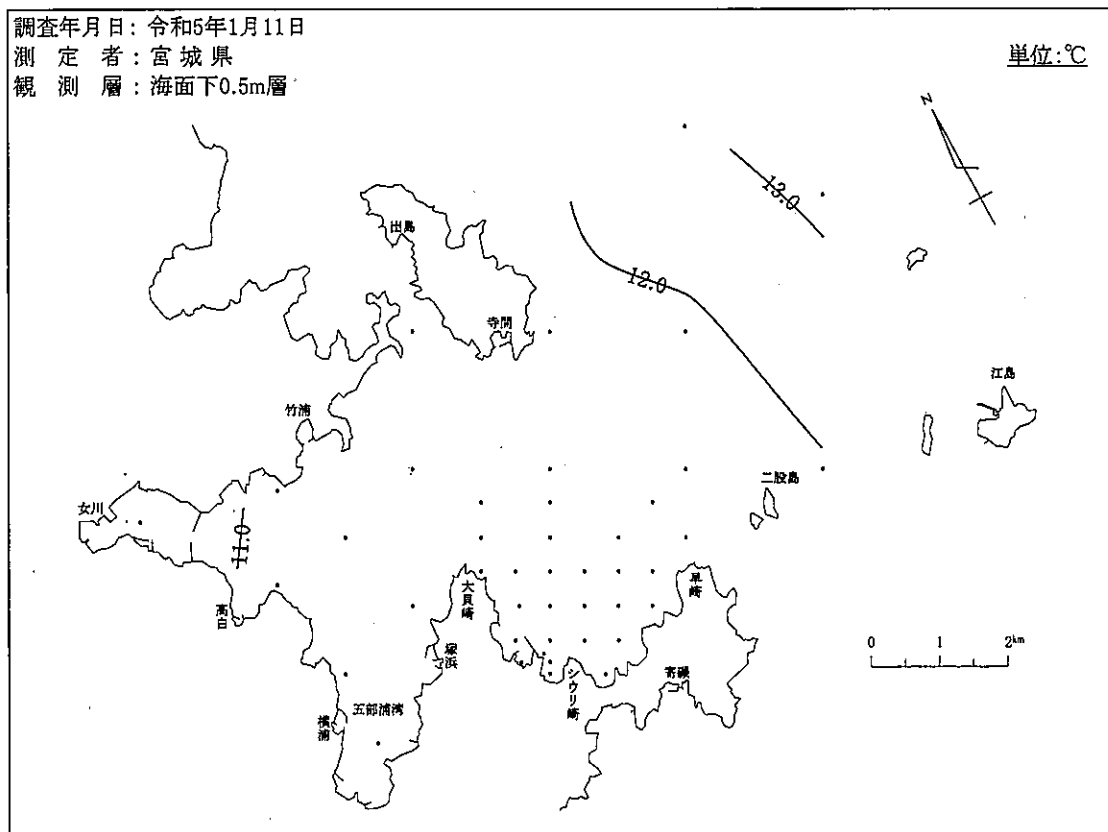 調査年月日：令和5年1月11日
測定者：宮城県
観測層：海面下0.5m層
単位：℃
N
13.0
出島
12.0
寺間
江島
竹浦
二股島
女川
11.0
大貝崎
早崎
高白
塚浜
0 1 2km
シウリ崎
寄磯
五部浦湾
横浦